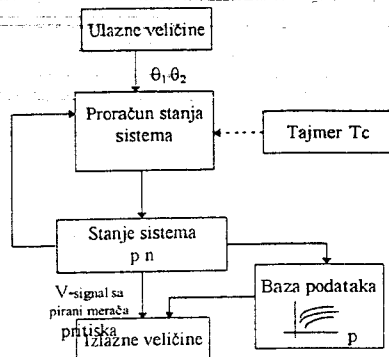 Ulazne veličine
θ₁ θ₂
Proračun stanja
sistema
Tajmer Tc
Stanje sistema
p n
Baza podataka
p
V-signal sa
pirani merača
pritiska
Izlazne veličine